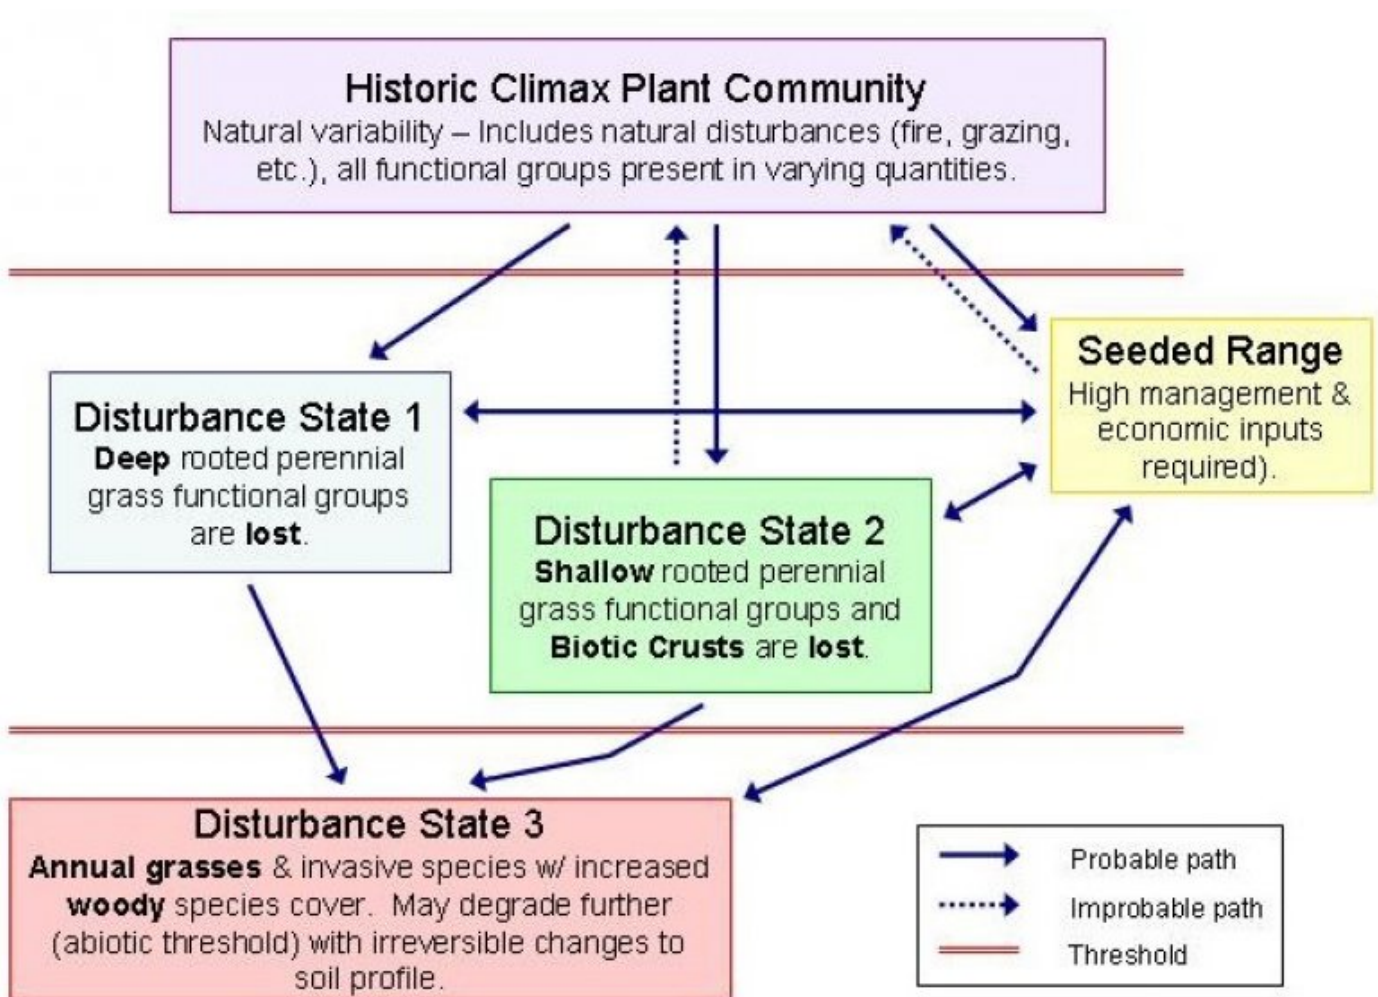 Historic Climax Plant Community
Natural variability – Includes natural disturbances (fire, grazing,
etc.), all functional groups present in varying quantities.
Seeded Range
High management &
economic inputs
required).
Disturbance State 1
Deep rooted perennial
grass functional groups
are lost.
Disturbance State 2
Shallow rooted perennial
grass functional groups and
Biotic Crusts are lost.
Disturbance State 3
Annual grasses & invasive species w/ increased
woody species cover. May degrade further
(abiotic threshold) with irreversible changes to
soil profile.
Probable path
Improbable path
Threshold